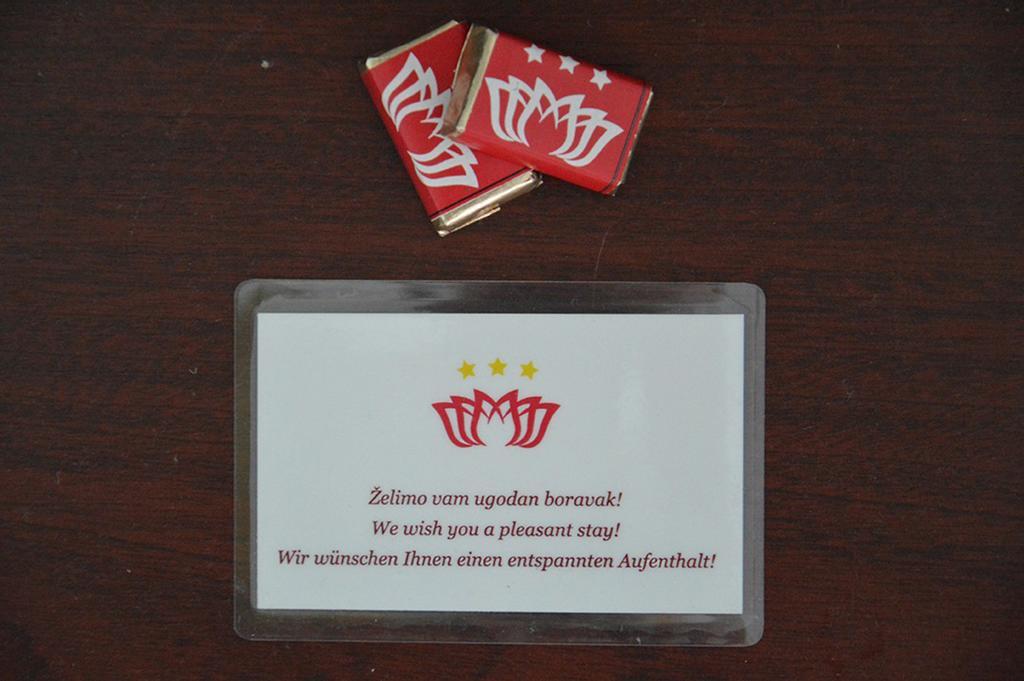 Želimo vam ugodan boravak!
We wish you a pleasant stay!
Wir wünschen Ihnen einen entspannten Aufenthalt!